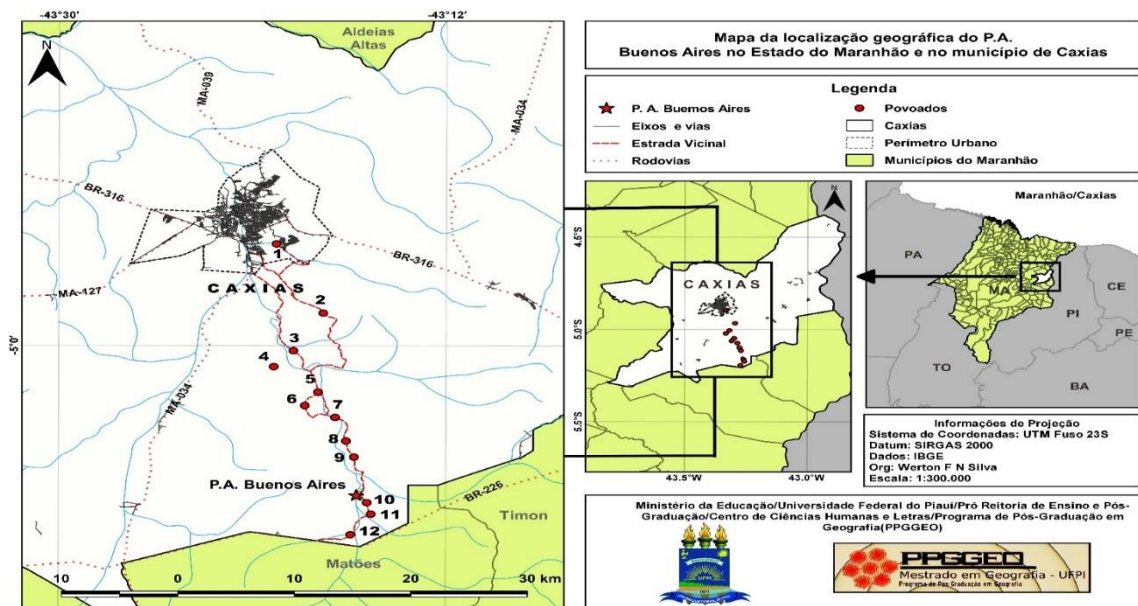 -43°30'
-43°12'
Aldeias
Altas
N
MA-039
MA-034
BR-316
1
BR-316
MA-127
CAXIAS
2
-5°0'
3
4
5
6
7
MA-034
8
9
P.A. Buenos Aires
10
BR-226
11
Timon
12
Matões
10 0 10 20 30 km
Mapa da localização geográfica do P.A.
Buenos Aires no Estado do Maranhão e no município de Caxias
Legenda
P. A. Buemos Aires
Eixos e vias
Estrada Vicinal
Rodovias
Povoados
Caxias
Perímetro Urbano
Municípios do Maranhão
N
4.5°S
CAXIAS
5.0°S
5.5°S
43.5°W 43.0°W
Maranhão/Caxias
PA
MA
CE
PI
PE
TO
BA
Informações de Projeção
Sistema de Coordenadas: UTM Fuso 23S
Datum: SIRGAS 2000
Dados: IBGE
Org: Werton F N Silva
Escala: 1:300.000
Ministério da Educação/Universidade Federal do Piauí/Pró Reitoria de Ensino e Pós-
Graduação/Centro de Ciências Humanas e Letras/Programa de Pós-Graduação em
Geografia(PPGGEO)
UFPI
PPGGEO
Mestrado em Geografia - UFPI
Programa de Pós Graduação em Geografia